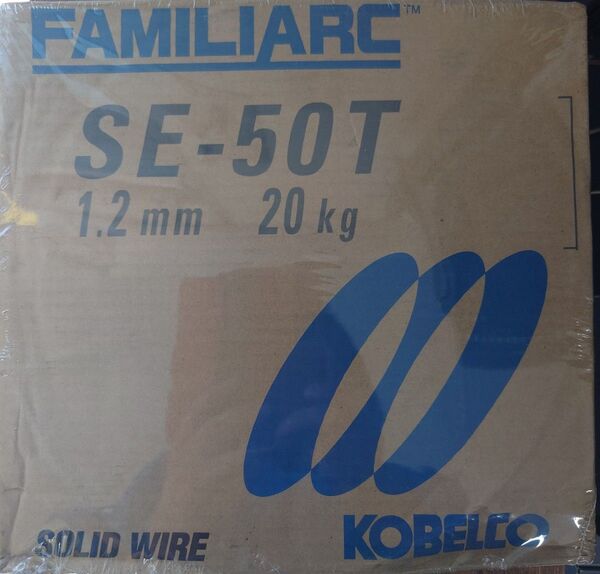 FAMILIARC™
SE-50T
1.2 mm 20 kg
SOLID WIRE
KOBELCO